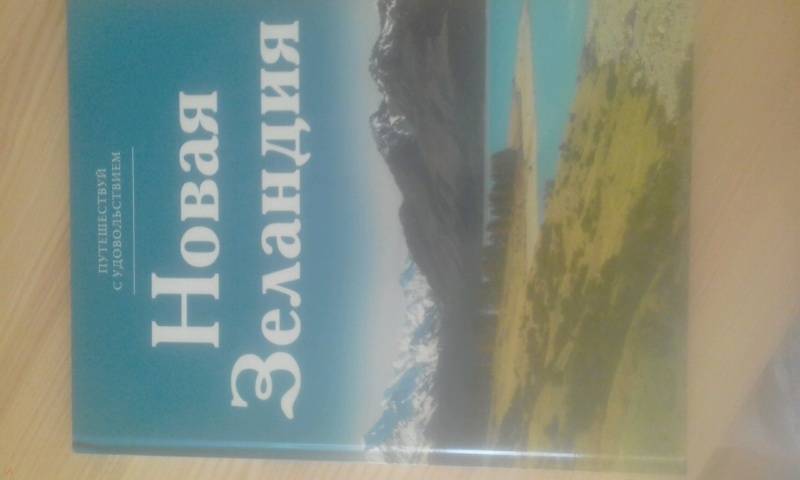 ПУТЕШЕСТВУЙ
С УДОВОЛЬСТВИЕМ
Новая
Зеландия